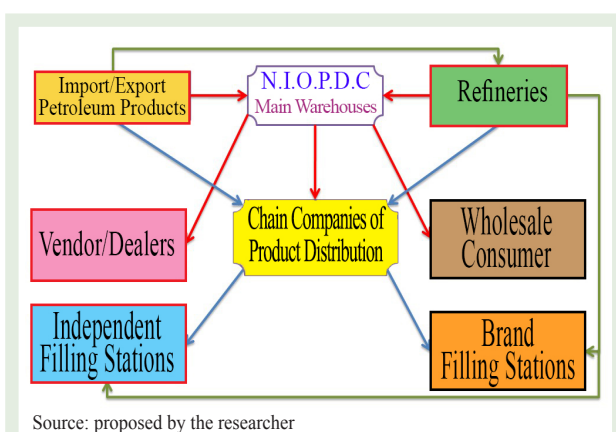 Import/Export
Petroleum Products
N.I.O.P.D.C
Main Warehouses
Refineries
Vendor/Dealers
Chain Companies of
Product Distribution
Wholesale
Consumer
Independent
Filling Stations
Brand
Filling Stations
Source: proposed by the researcher